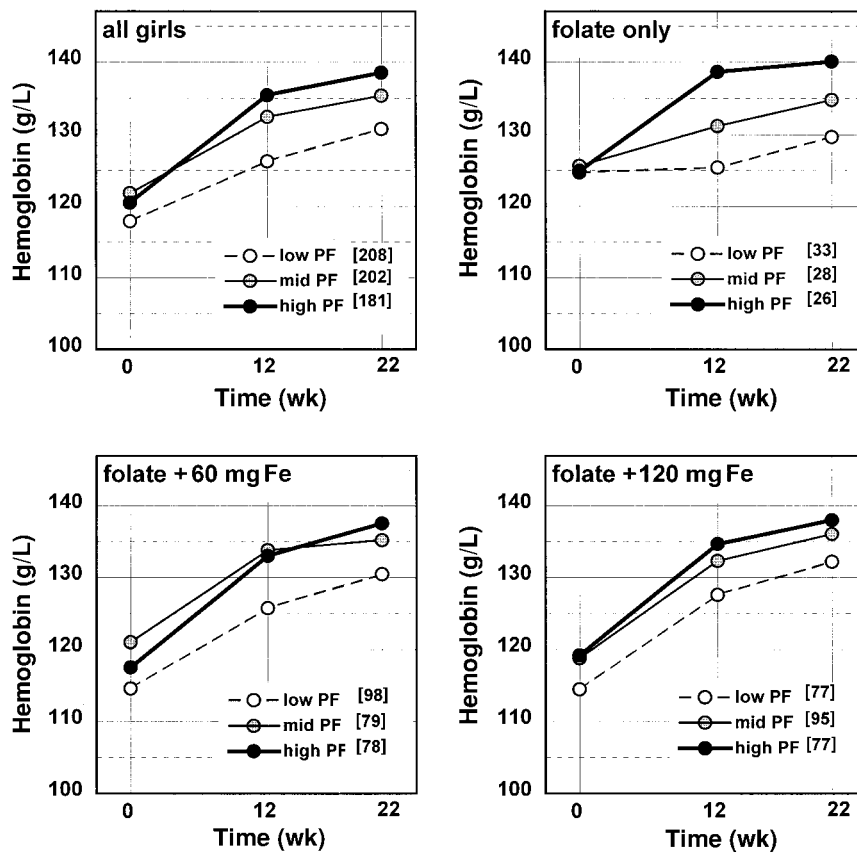 all girls
140
130
120
110
100
Hemoglobin (g/L)
low PF [208]
mid PF [202]
high PF [181]
0 12 22
Time (wk)
folate only
140
130
120
110
100
Hemoglobin (g/L)
low PF [33]
mid PF [28]
high PF [26]
0 12 22
Time (wk)
folate + 60 mg Fe
140
130
120
110
100
Hemoglobin (g/L)
low PF [98]
mid PF [79]
high PF [78]
0 12 22
Time (wk)
folate +120 mg Fe
140
130
120
110
100
Hemoglobin (g/L)
low PF [77]
mid PF [95]
high PF [77]
0 12 22
Time (wk)